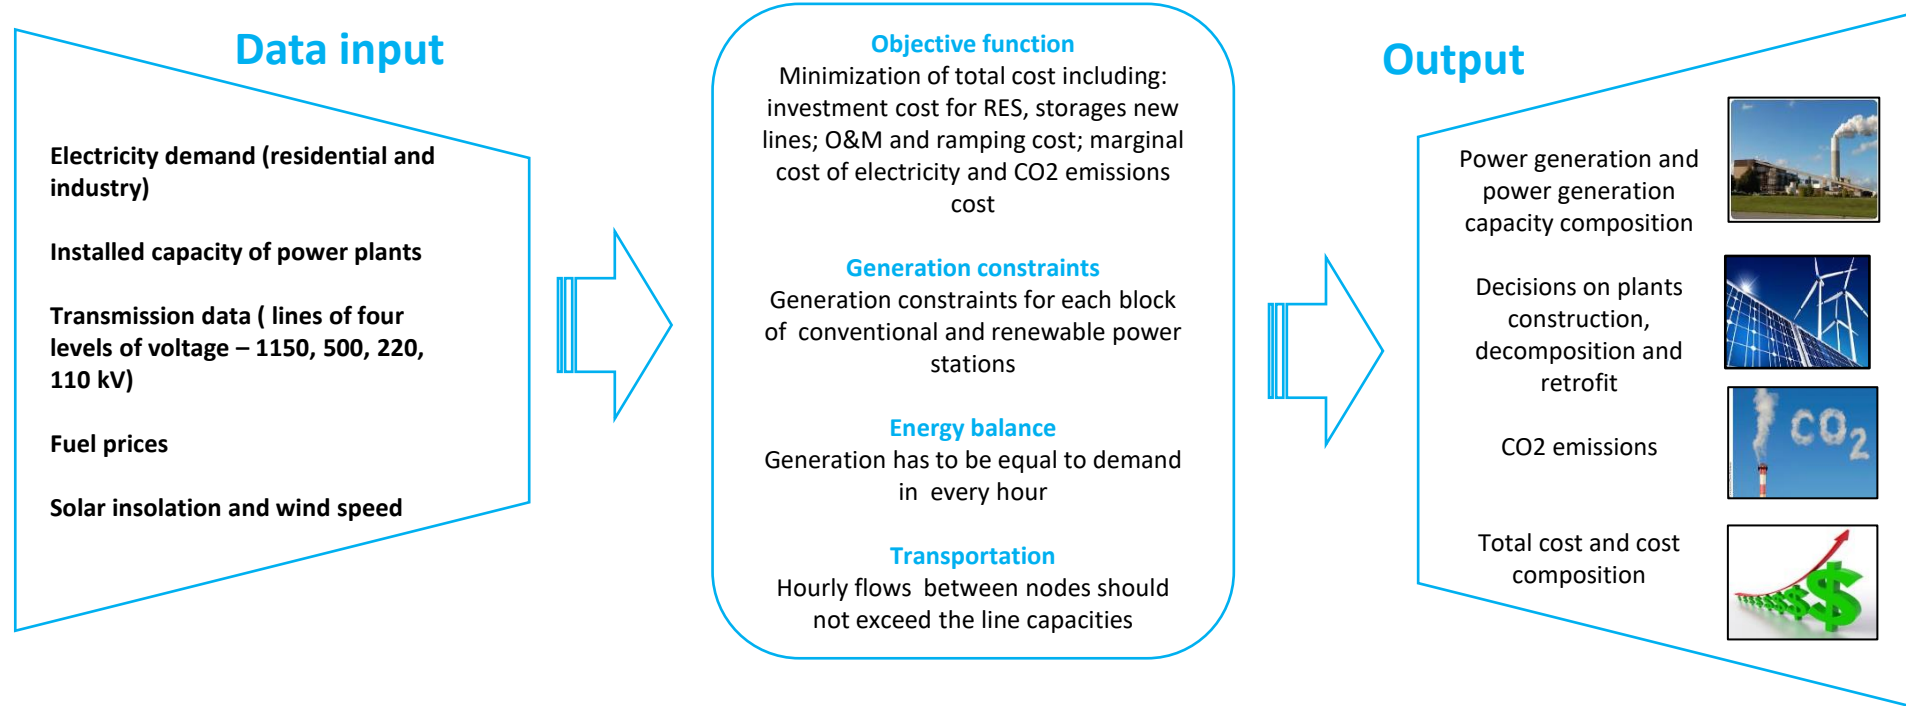 Data input
Electricity demand (residential and
industry)
Installed capacity of power plants
Transmission data ( lines of four
levels of voltage – 1150, 500, 220,
110 kV)
Fuel prices
Solar insolation and wind speed
Objective function
Minimization of total cost including:
investment cost for RES, storages new
lines; O&M and ramping cost; marginal
cost of electricity and CO2 emissions
cost
Generation constraints
Generation constraints for each block
of conventional and renewable power
stations
Energy balance
Generation has to be equal to demand
in every hour
Transportation
Hourly flows between nodes should
not exceed the line capacities
Output
Power generation and
power generation
capacity composition
Decisions on plants
construction,
decomposition and
retrofit
CO2 emissions
CO2
Total cost and cost
composition